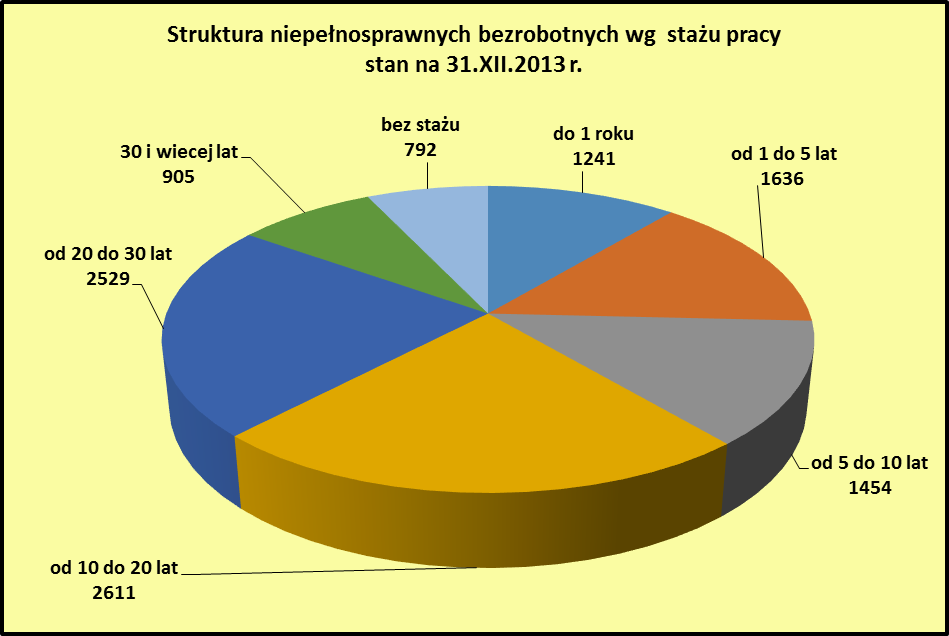 Struktura niepełnosprawnych bezrobotnych wg  stażu pracy
stan na 31.XII.2013 r.
bez stażu
792
do 1 roku
1241
od 1 do 5 lat
1636
30 i wiecej lat
905
od 20 do 30 lat
2529
od 5 do 10 lat
1454
od 10 do 20 lat
2611